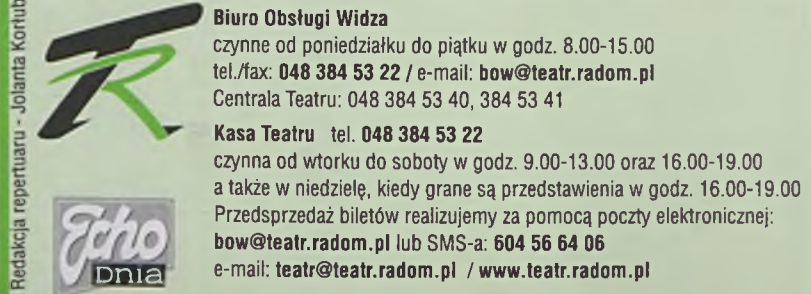 Redakcja repertuaru - Jolanta
TR
Echo
Dnia
Biuro Obsługi Widza
czynne od poniedziałku do piątku w godz. 8.00-15.00
tel./fax: 048 384 53 22 / e-mail: bow@teatr.radom.pl
Centrala Teatru: 048 384 53 40, 384 53 41
Kasa Teatru tel. 048 384 53 22
czynna od wtorku do soboty w godz. 9.00-13.00 oraz 16.00-19.00
a także w niedzielę, kiedy grane są przedstawienia w godz. 16.00-19.00
Przedsprzedaż biletów realizujemy za pomocą poczty elektronicznej:
bow@teatr.radom.pl lub SMS-a: 604 56 64 06
e-mail: teatr@teatr.radom.pl / www.teatr.radom.pl